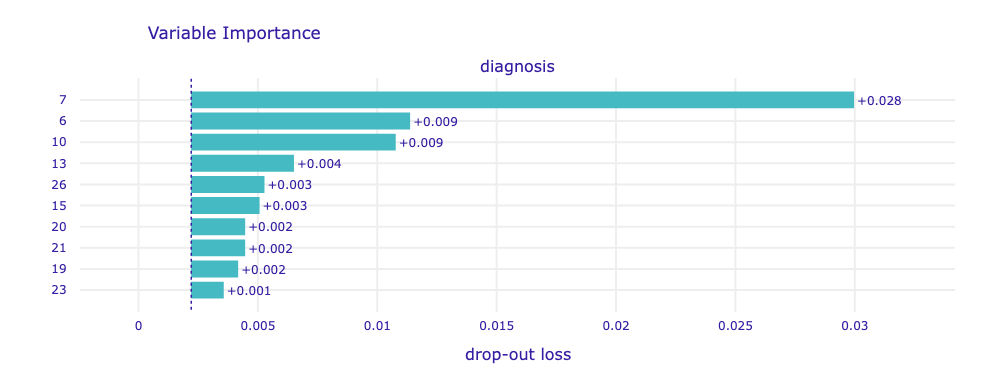 Variable Importance
diagnosis
7 +0.028
6 +0.009
10 +0.009
13 +0.004
26 +0.003
15 +0.003
20 +0.002
21 +0.002
19 +0.002
23 +0.001
0 0.005 0.01 0.015 0.02 0.025 0.03
drop-out loss